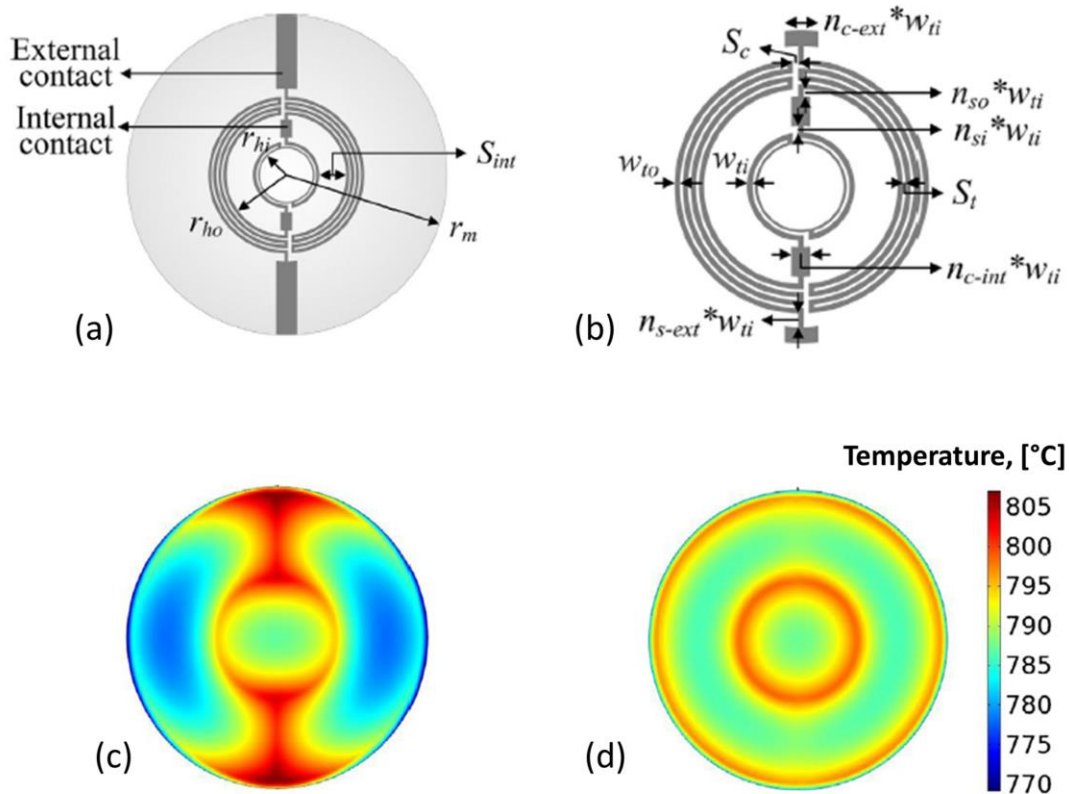 External
contact
Internal
contact
r_hi
S_int
r_ho
r_m
(a)
n_c-ext*w_ti
S_c
n_so*w_ti
n_si*w_ti
w_to
w_ti
S_t
n_c-int*w_ti
n_s-ext*w_ti
(b)
Temperature, [°C]
805
800
795
790
785
780
775
770
(c)
(d)